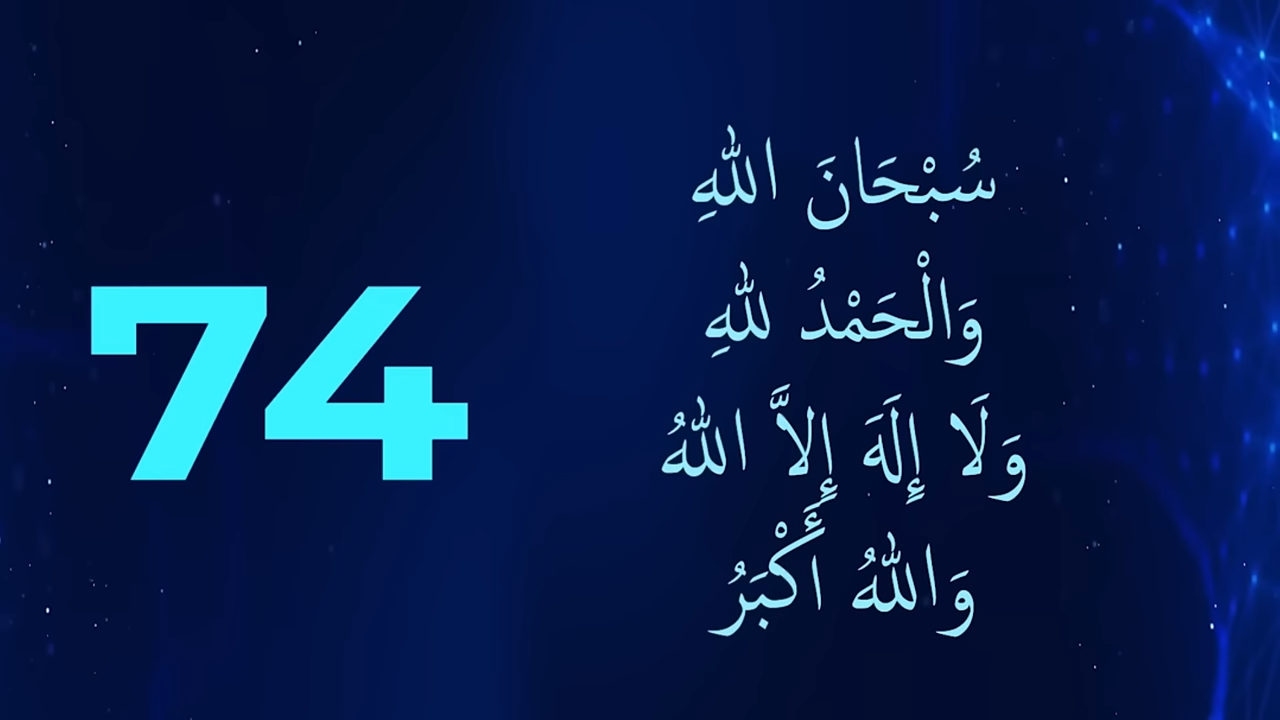 74
سُبْحَانَ اللهِ
وَالْحَمْدُ للهِ
وَلَا إِلَهَ إِلاَّ اللهُ
وَاللهُ أَكْبَرُ